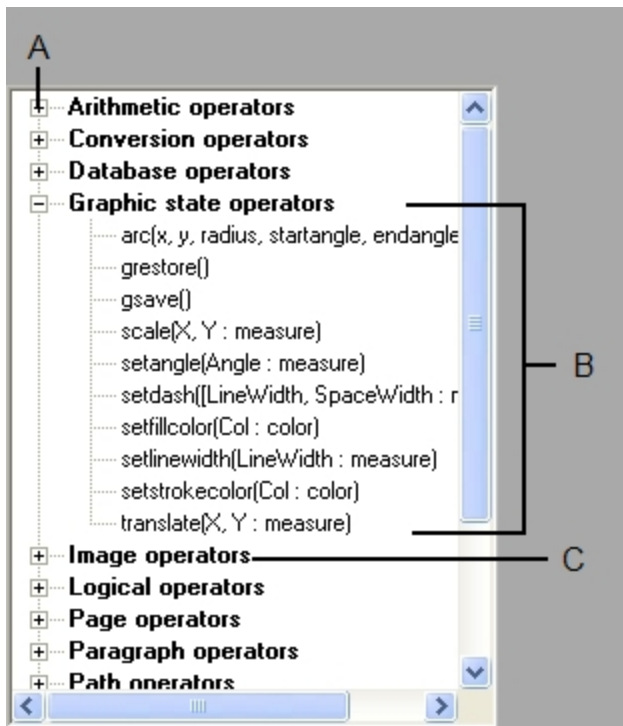 A
Arithmetic operators
Conversion operators
Database operators
Graphic state operators
arc(x, y, radius, startangle, endangle
grestore()
gsave()
scale(X, Y : measure)
setangle(Angle : measure)
B
setdash([LineWidth, SpaceWidth : r
setfillcolor(Col : color)
setlinewidth(LineWidth : measure)
setstrokecolor(Col : color)
translate(X, Y : measure)
Image operators C
Logical operators
Page operators
Paragraph operators
Path operators